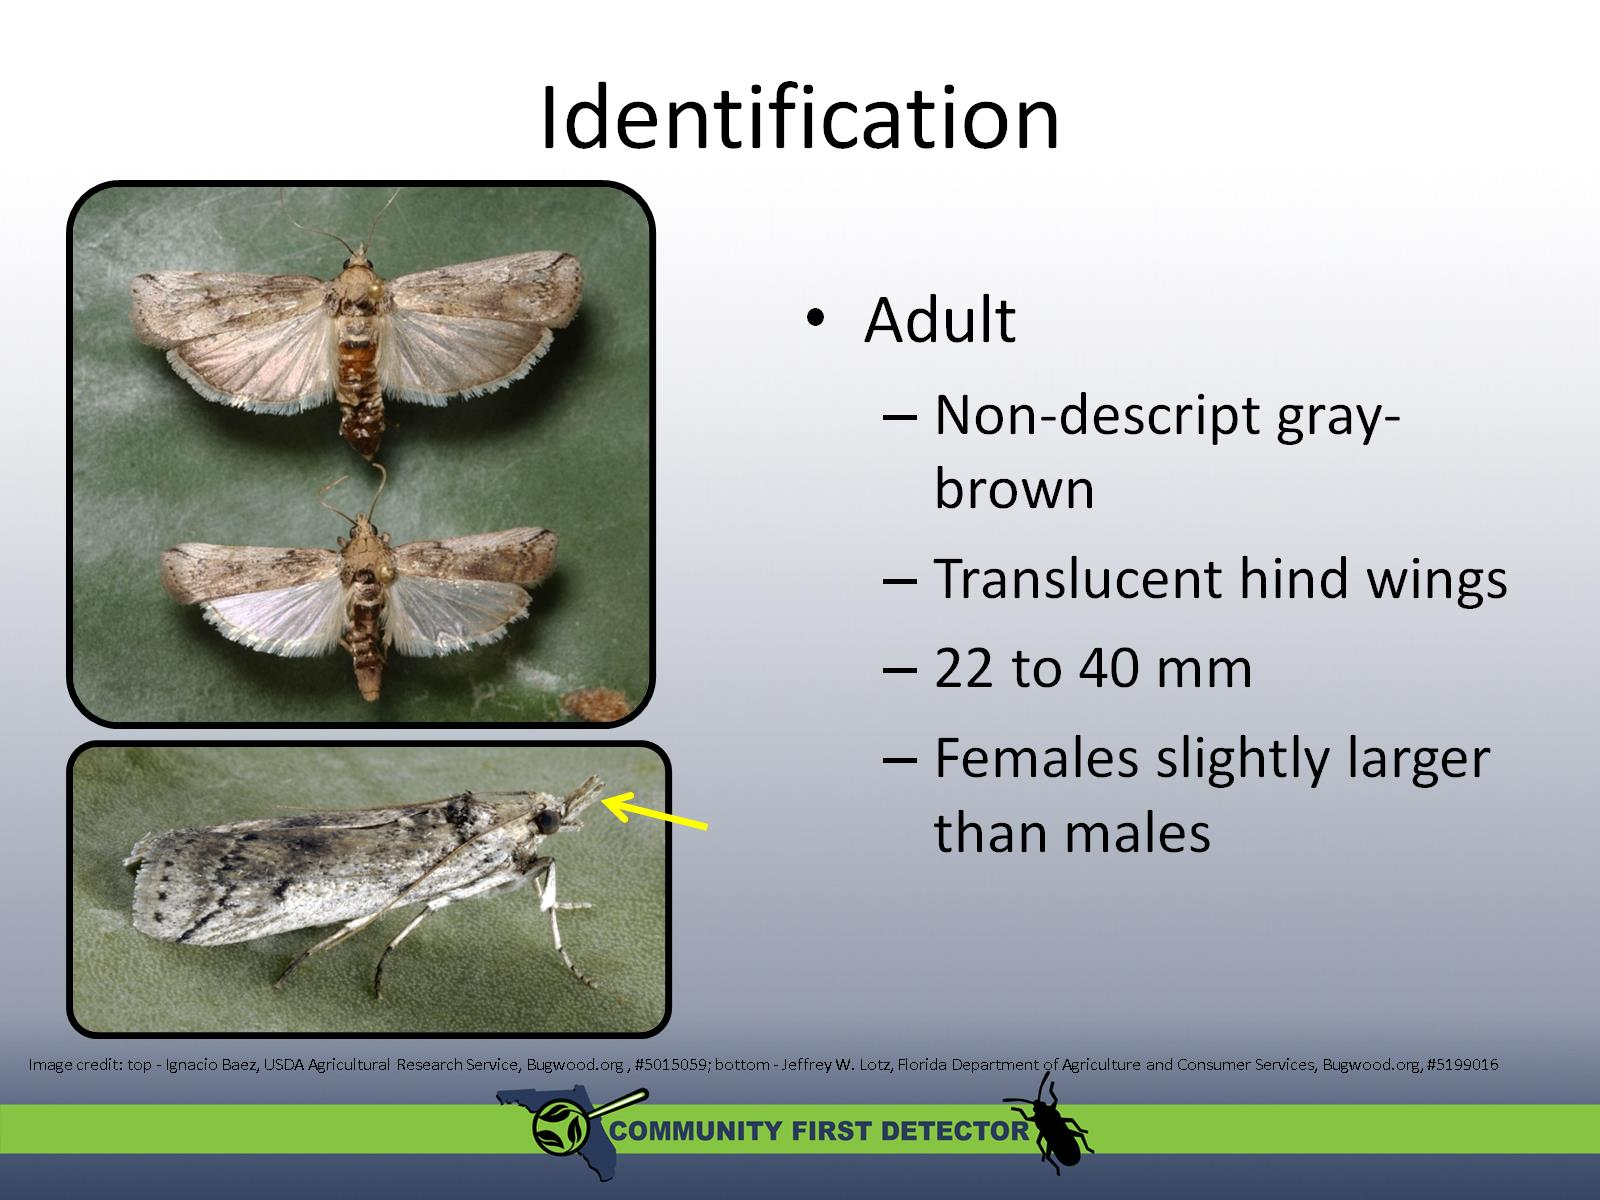 Identification
• Adult
– Non-descript gray-
brown
– Translucent hind wings
– 22 to 40 mm
– Females slightly larger
than males
Image credit: top - Ignacio Baez, USDA Agricultural Research Service, Bugwood.org , #5015059; bottom - Jeffrey W. Lotz, Florida Department of Agriculture and Consumer Services, Bugwood.org, #5199016
COMMUNITY FIRST DETECTOR